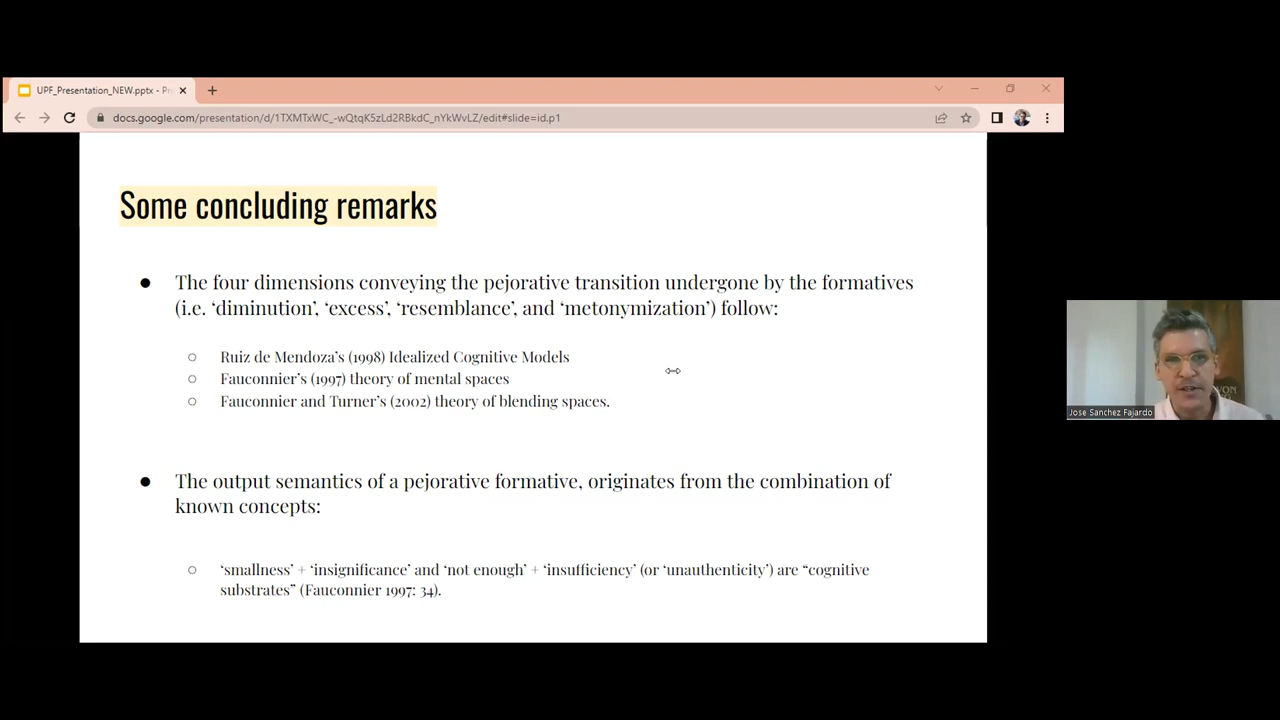 UPF_Presentation_NEW.pptx - Pr
docs.google.com/presentation/d/1TXMTxWC_-wQtqK5zLd2RBkdC_nYkWvLZ/edit#slide=id.p1
Some concluding remarks
● The four dimensions conveying the pejorative transition undergone by the formatives
(i.e. ‘diminution’, ‘excess’, ‘resemblance’, and ‘metonymization’) follow:
○ Ruiz de Mendoza’s (1998) Idealized Cognitive Models
○ Fauconnier’s (1997) theory of mental spaces
○ Fauconnier and Turner’s (2002) theory of blending spaces.
● The output semantics of a pejorative formative, originates from the combination of
known concepts:
○ ‘smallness’ + ‘insignificance’ and ‘not enough’ + ‘insufficiency’ (or ‘unauthenticity’) are “cognitive
substrates” (Fauconnier 1997: 34).
Jose Sanchez Fajardo